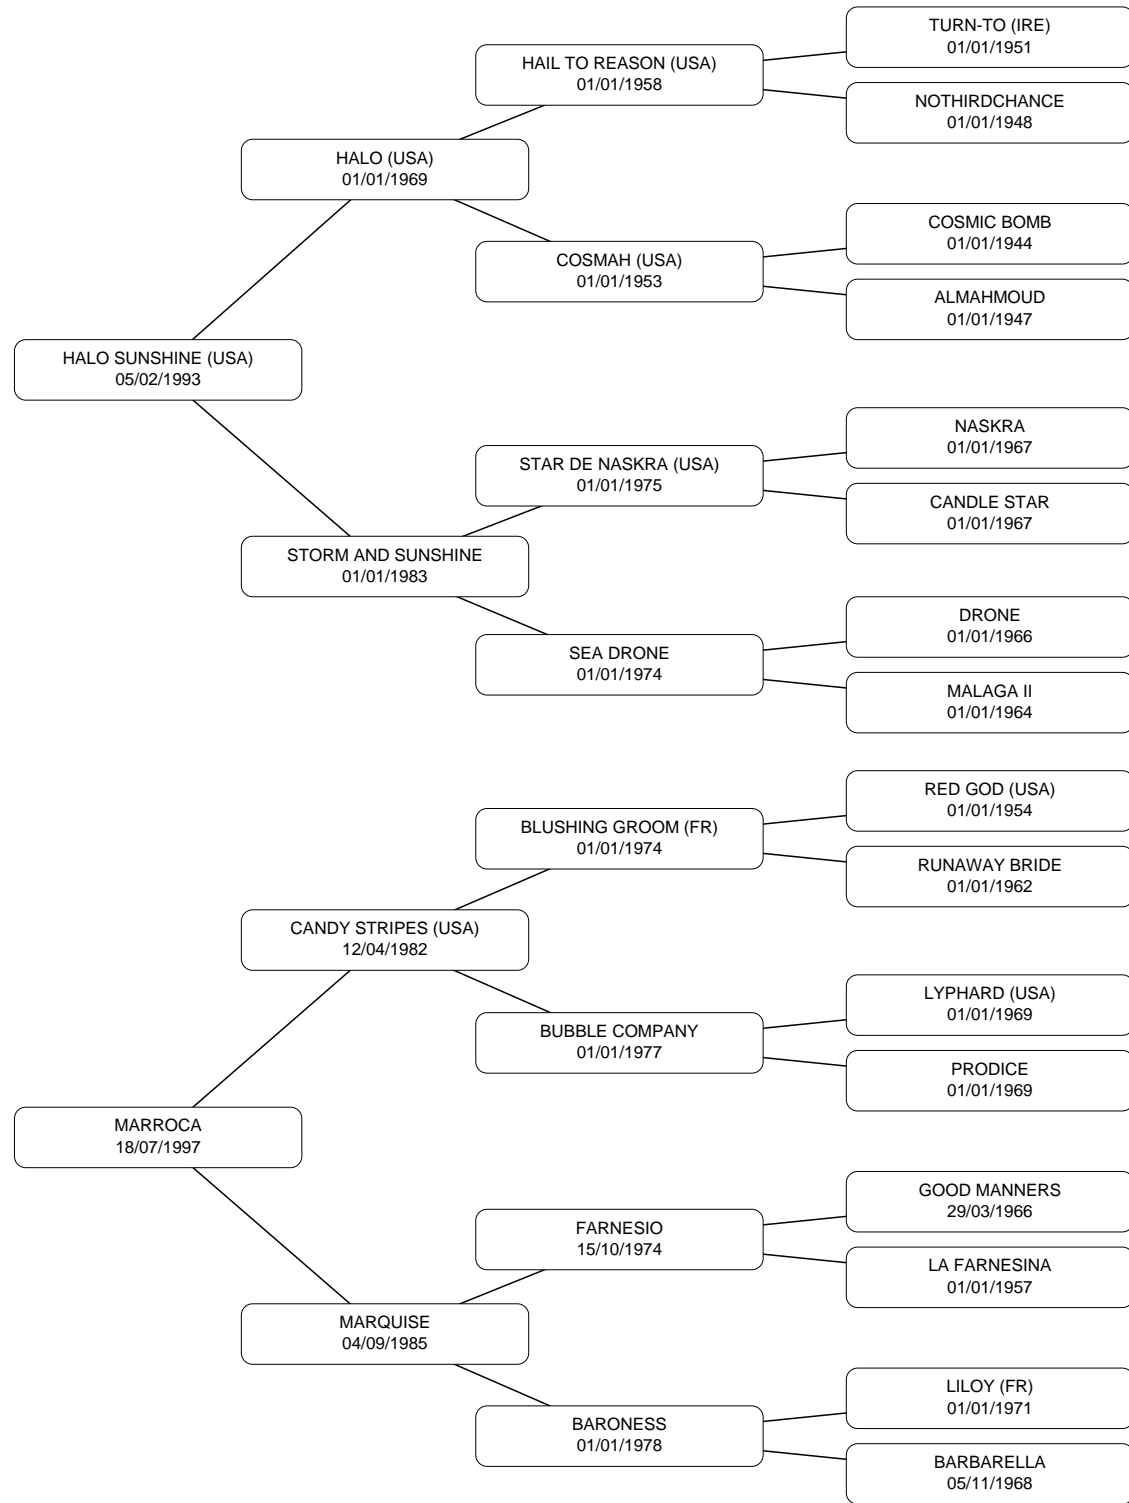 TURN-TO (IRE)
01/01/1951
HAIL TO REASON (USA)
01/01/1958
NOTHIRDCHANCE
01/01/1948
HALO (USA)
01/01/1969
COSMIC BOMB
01/01/1944
COSMAH (USA)
01/01/1953
ALMAHMOUD
01/01/1947
HALO SUNSHINE (USA)
05/02/1993
NASKRA
01/01/1967
STAR DE NASKRA (USA)
01/01/1975
CANDLE STAR
01/01/1967
STORM AND SUNSHINE
01/01/1983
DRONE
01/01/1966
SEA DRONE
01/01/1974
MALAGA II
01/01/1964
RED GOD (USA)
01/01/1954
BLUSHING GROOM (FR)
01/01/1974
RUNAWAY BRIDE
01/01/1962
CANDY STRIPES (USA)
12/04/1982
LYPHARD (USA)
01/01/1969
BUBBLE COMPANY
01/01/1977
PRODICE
01/01/1969
MARROCA
18/07/1997
GOOD MANNERS
29/03/1966
FARNESIO
15/10/1974
LA FARNESINA
01/01/1957
MARQUISE
04/09/1985
LILOY (FR)
01/01/1971
BARONESS
01/01/1978
BARBARELLA
05/11/1968